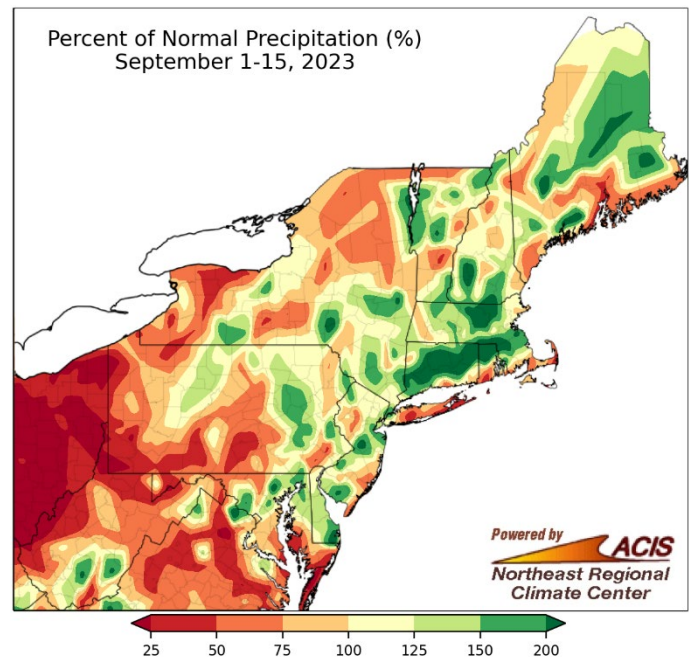 Percent of Normal Precipitation (%)
September 1-15, 2023
Powered by
ACIS
Northeast Regional
Climate Center
25 50 75 100 125 150 200